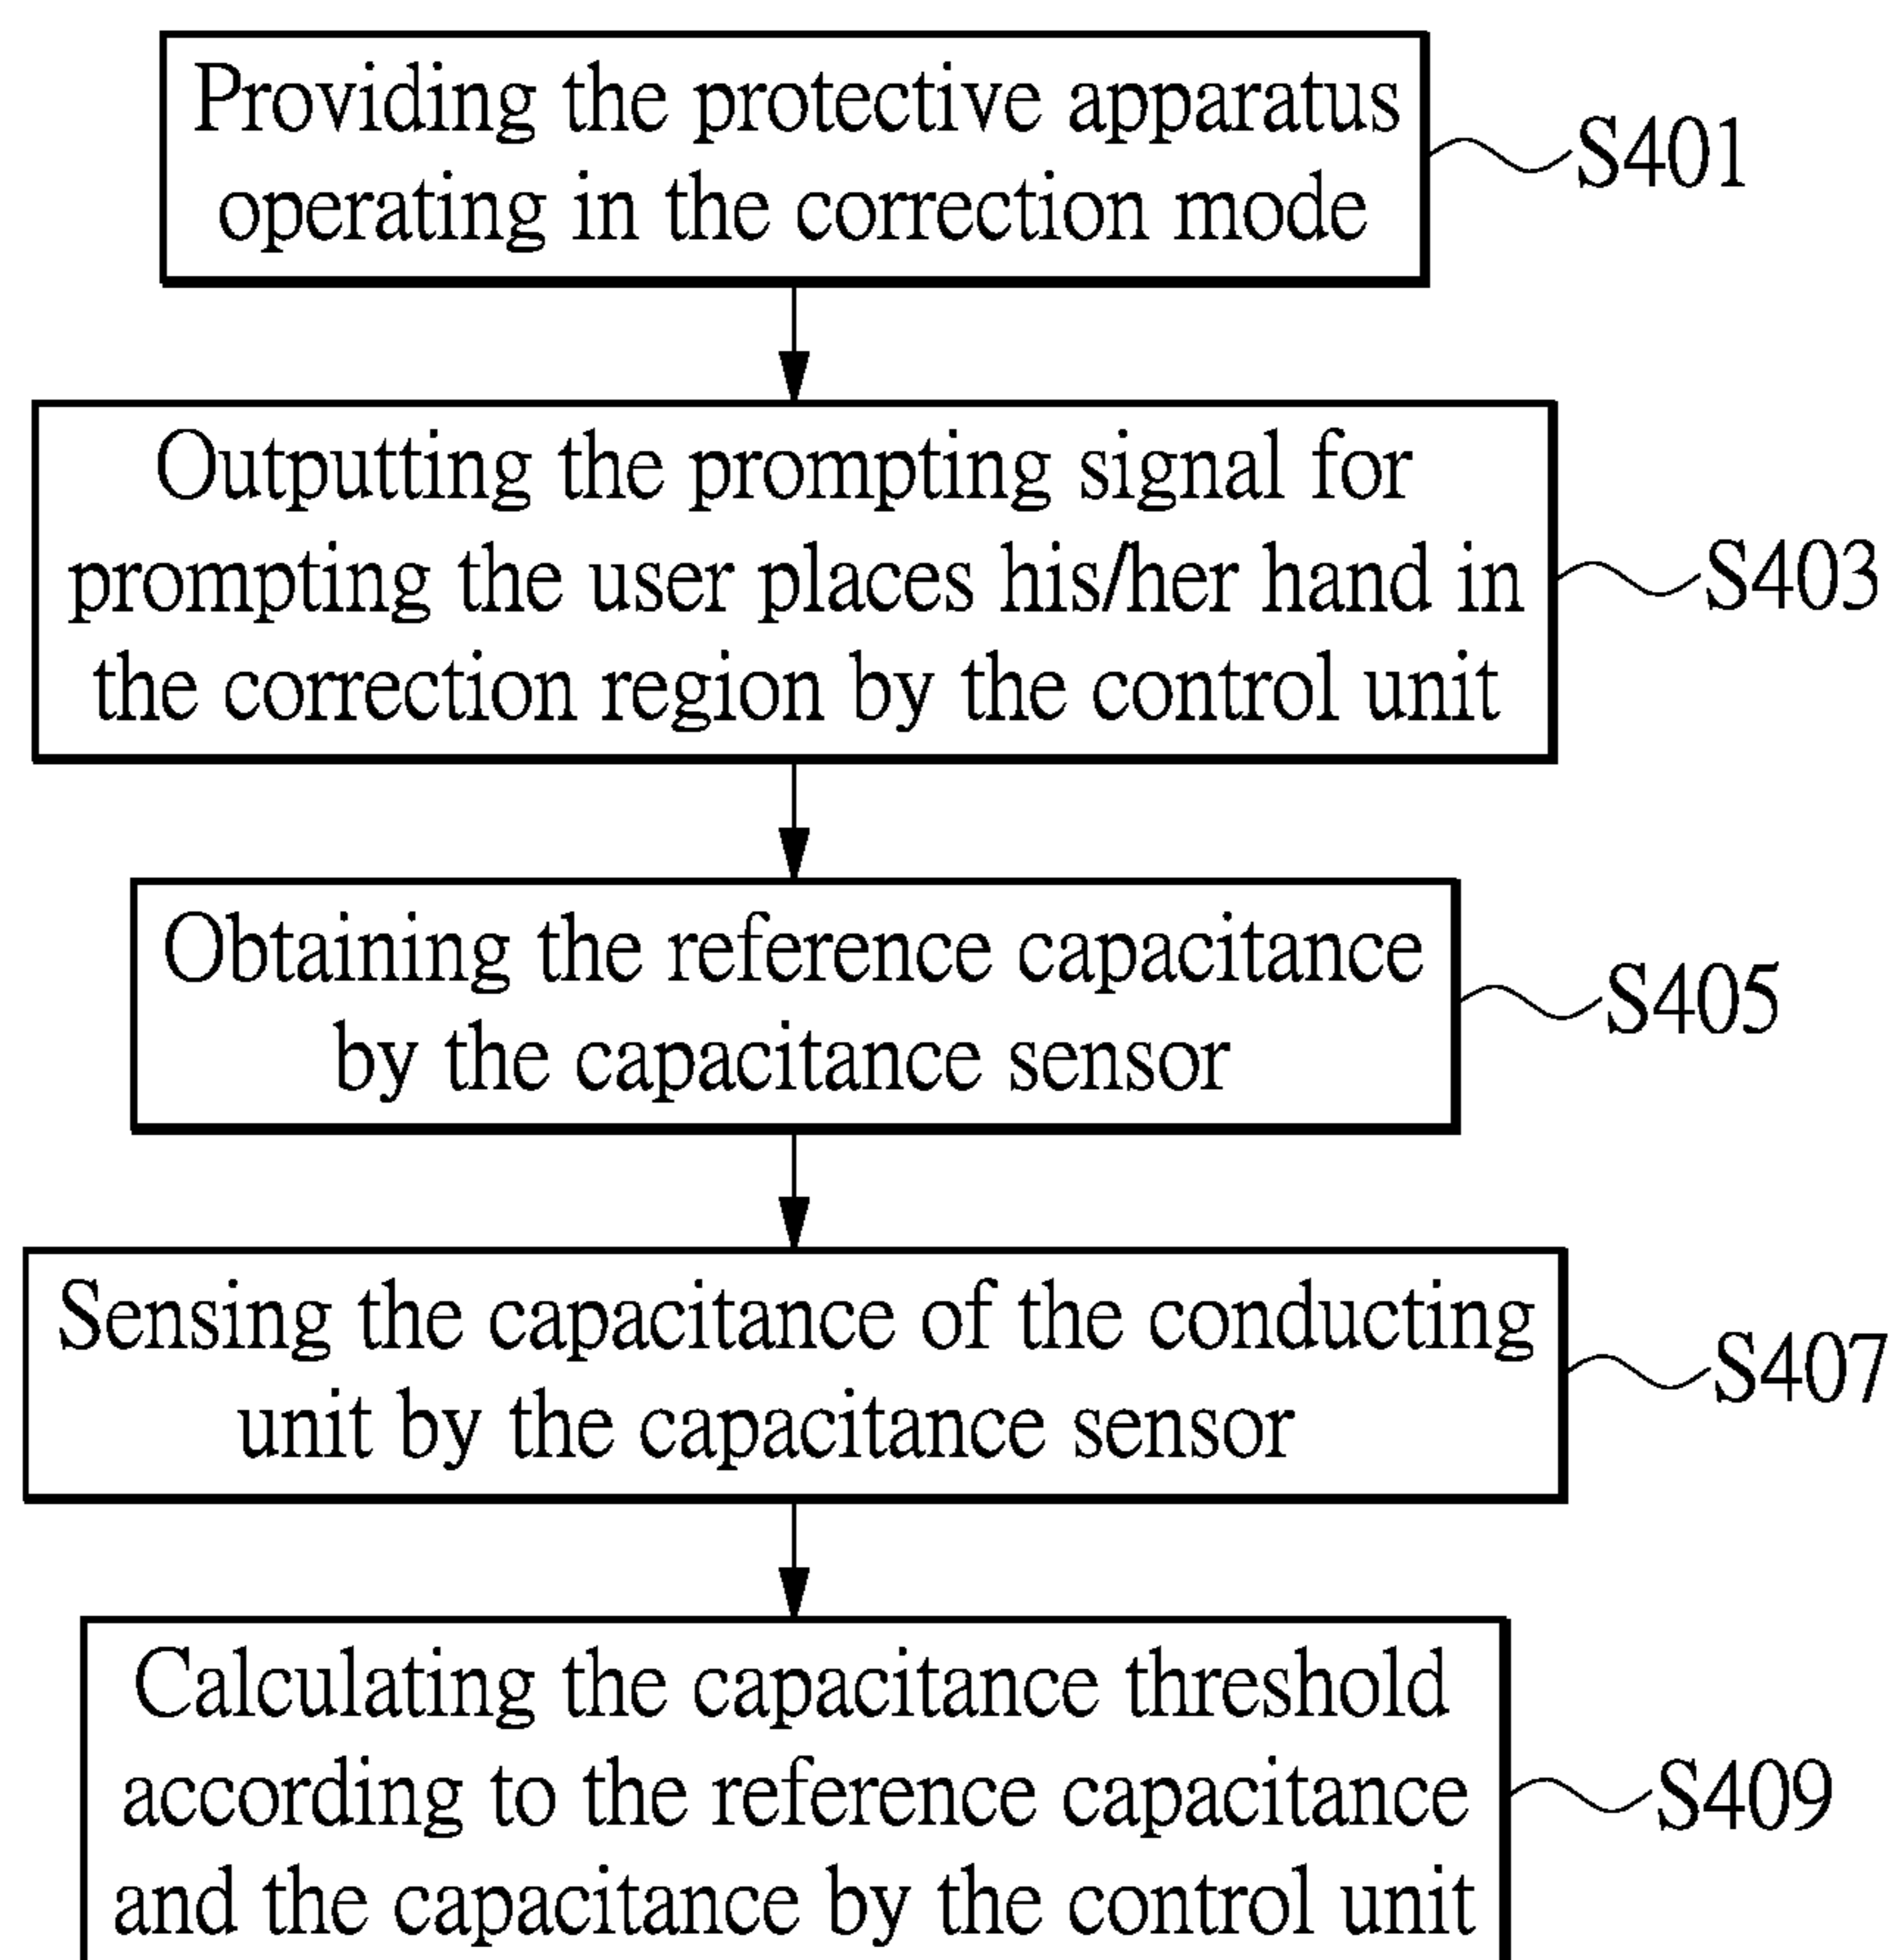 Providing the protective apparatus
operating in the correction mode
S401
Outputting the prompting signal for
prompting the user places his/her hand in
the correction region by the control unit
S403
Obtaining the reference capacitance
by the capacitance sensor
S405
Sensing the capacitance of the conducting
unit by the capacitance sensor
S407
Calculating the capacitance threshold
according to the reference capacitance
and the capacitance by the control unit
S409